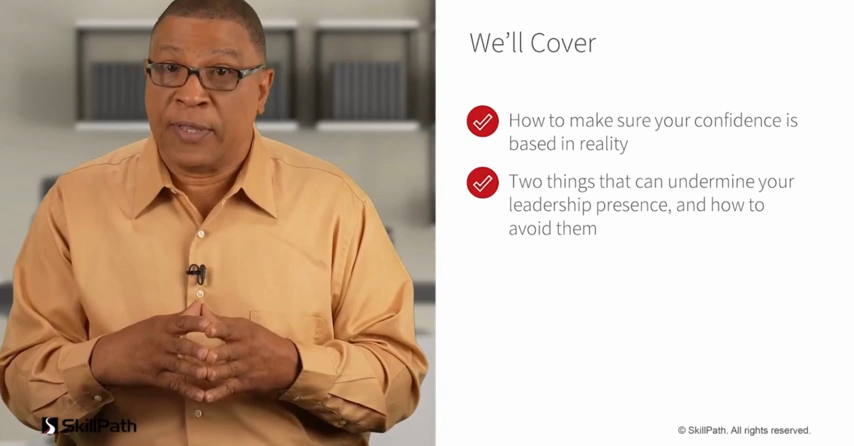 We'll Cover
How to make sure your confidence is
based in reality
Two things that can undermine your
leadership presence, and how to
avoid them
SkillPath
© SkillPath. All rights reserved.